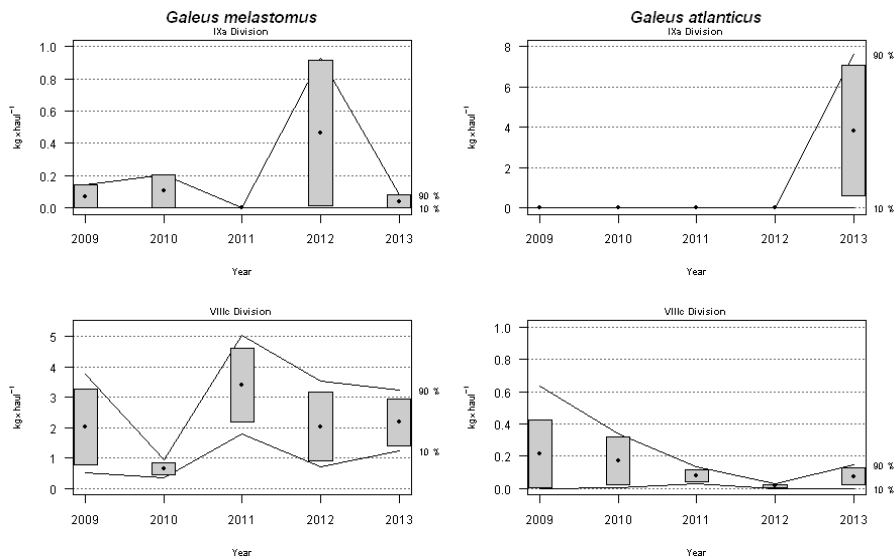 Galeus melastomus
IXa Division
1.0
0.8
0.6
0.4
0.2
0.0
kg×haul⁻¹
90 %
10 %
2009 2010 2011 2012 2013
Year
Galeus atlanticus
IXa Division
8
6
4
2
0
kg×haul⁻¹
90 %
10 %
2009 2010 2011 2012 2013
Year
VIIIc Division
5
4
3
2
1
0
kg×haul⁻¹
90 %
10 %
2009 2010 2011 2012 2013
Year
VIIIc Division
1.0
0.8
0.6
0.4
0.2
0.0
kg×haul⁻¹
90 %
10 %
2009 2010 2011 2012 2013
Year